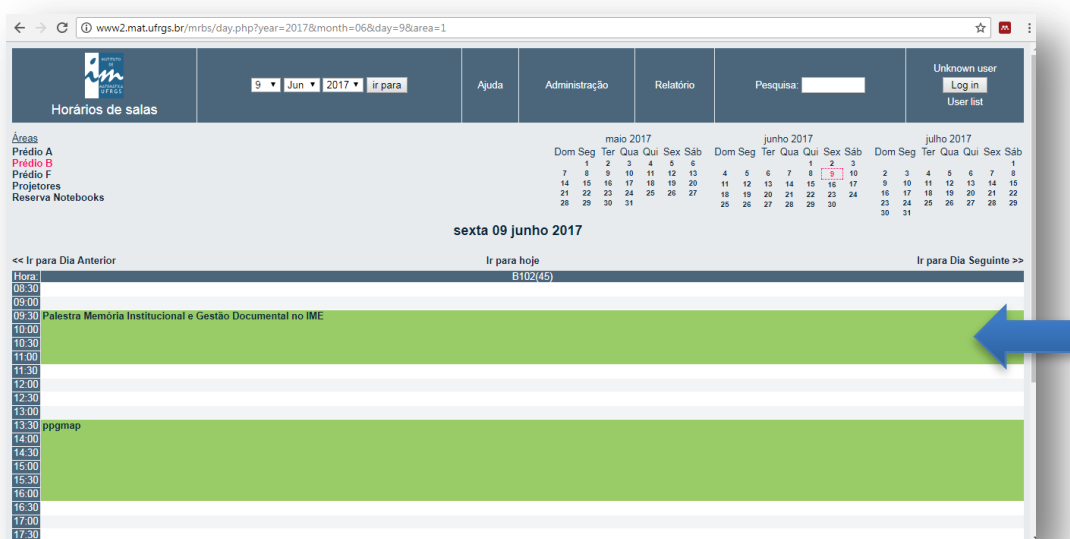 www2.mat.ufrgs.br/mrbs/day.php?year=2017&month=06&day=9&area=1
INSTITUTO
DE
im
MATEMÁTICA
UFRGS
Horários de salas
9 Jun 2017 ir para
Ajuda
Administração
Relatório
Pesquisa:
Unknown user
Log in
User list
Áreas
Prédio A
Prédio B
Prédio F
Projetores
Reserva Notebooks
maio 2017
Dom Seg Ter Qua Qui Sex Sáb
1 2 3 4 5 6
7 8 9 10 11 12 13
14 15 16 17 18 19 20
21 22 23 24 25 26 27
28 29 30 31
junho 2017
Dom Seg Ter Qua Qui Sex Sáb
1 2 3
4 5 6 7 8 9 10
11 12 13 14 15 16 17
18 19 20 21 22 23 24
25 26 27 28 29 30
julho 2017
Dom Seg Ter Qua Qui Sex Sáb
1
2 3 4 5 6 7 8
9 10 11 12 13 14 15
16 17 18 19 20 21 22
23 24 25 26 27 28 29
30 31
sexta 09 junho 2017
<< Ir para Dia Anterior
Ir para hoje
Ir para Dia Seguinte >>
Hora: B102(45)
08:30
09:00
09:30 Palestra Memória Institucional e Gestão Documental no IME
10:00
10:30
11:00
11:30
12:00
12:30
13:00
13:30 ppgmap
14:00
14:30
15:00
15:30
16:00
16:30
17:00
17:30